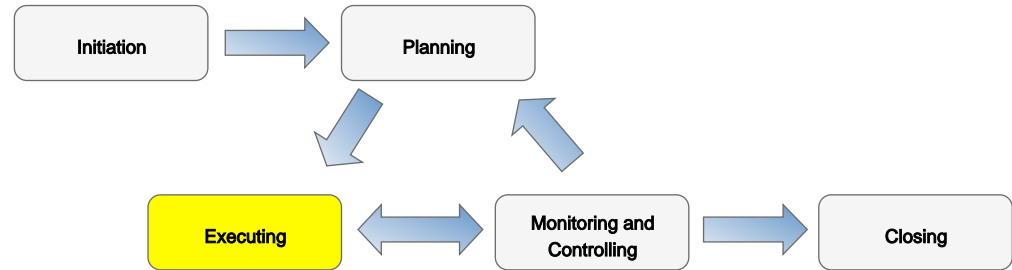 Initiation
Planning
Executing
Monitoring and
Controlling
Closing